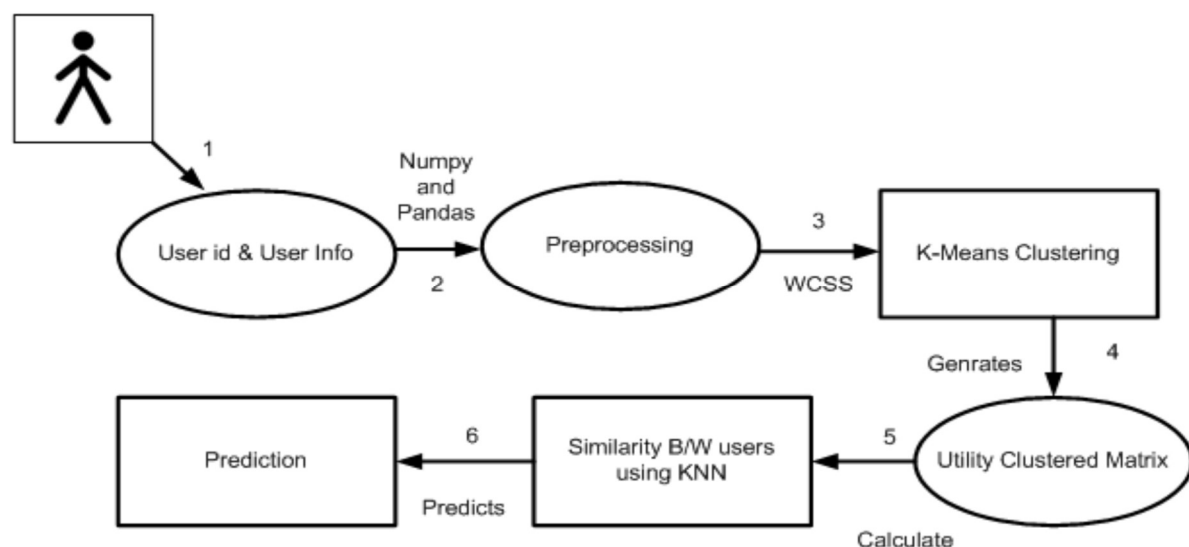 1
User id & User Info
Numpy
and
Pandas
2
Preprocessing
3
WCSS
K-Means Clustering
Genrates
4
Utility Clustered Matrix
5
Calculate
Similarity B/W users
using KNN
6
Predicts
Prediction